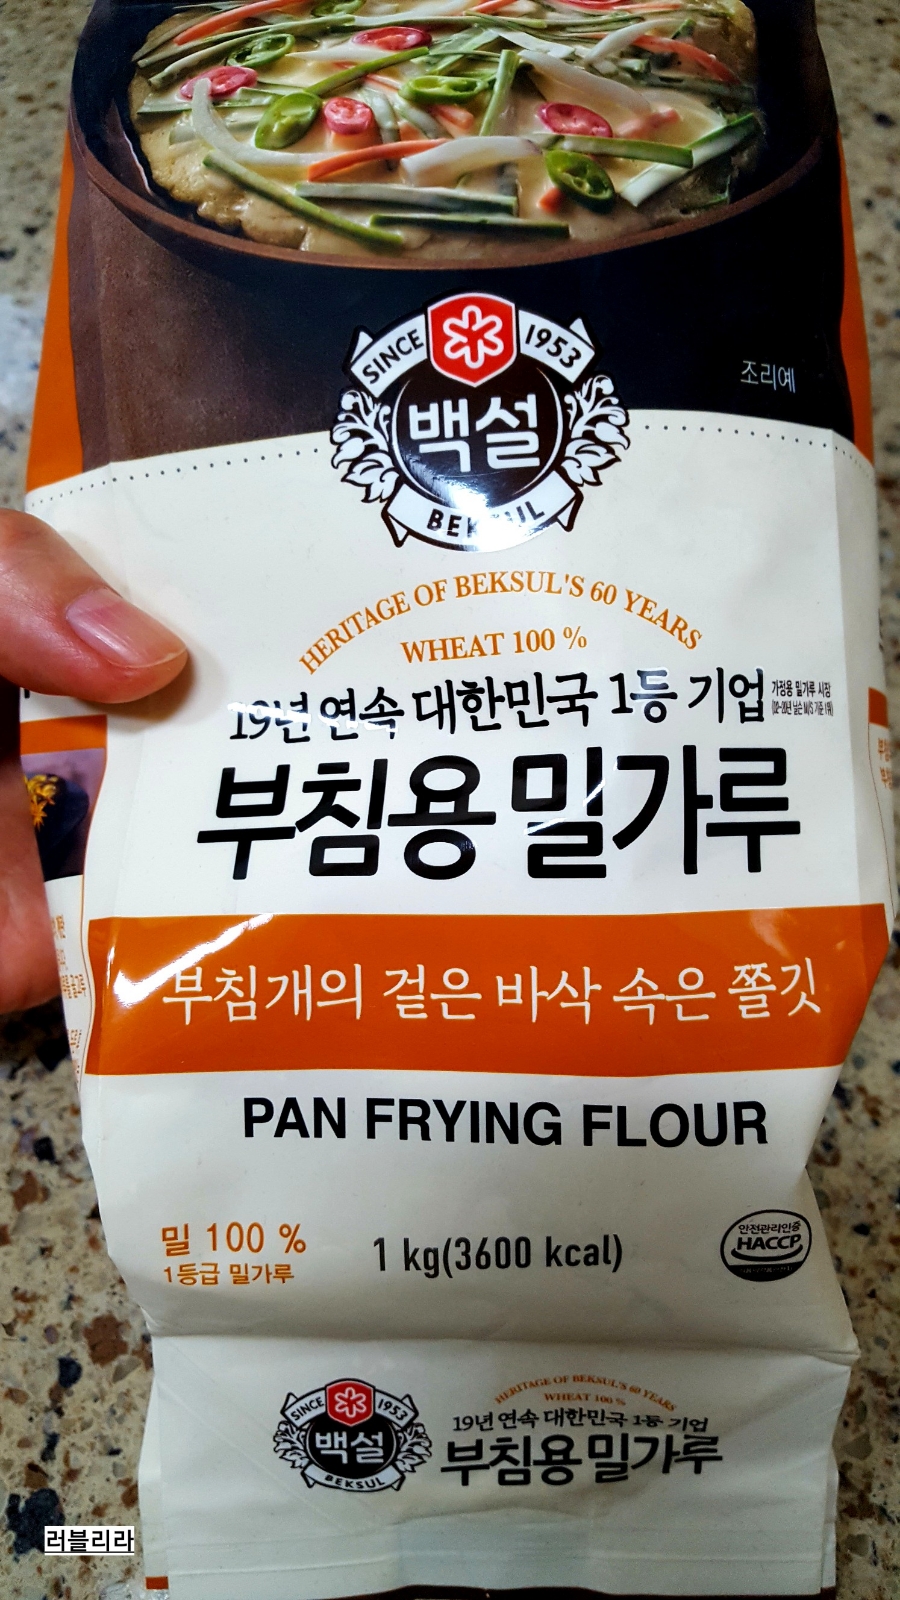 SINCE 1953
조리예
백설
BEKSUL
HERITAGE OF BEKSUL'S 60 YEARS
WHEAT 100 %
19년 연속 대한민국 1등 기업
가정용 밀가루 시장
부침용 밀가루
부침개의 겉은 바삭 속은 쫄깃
PAN FRYING FLOUR
밀 100 %
1등급 밀가루
1 kg(3600 kcal)
안전관리인증
HACCP
SINCE 1953
백설
BEKSUL
HERITAGE OF BEKSUL'S 60 YEARS
WHEAT 100 %
19년 연속 대한민국 1등 기업
부침용 밀가루
러블리라